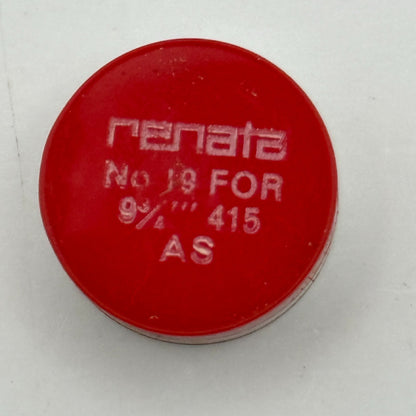 renata
No 19 FOR
9¾''' 415
AS